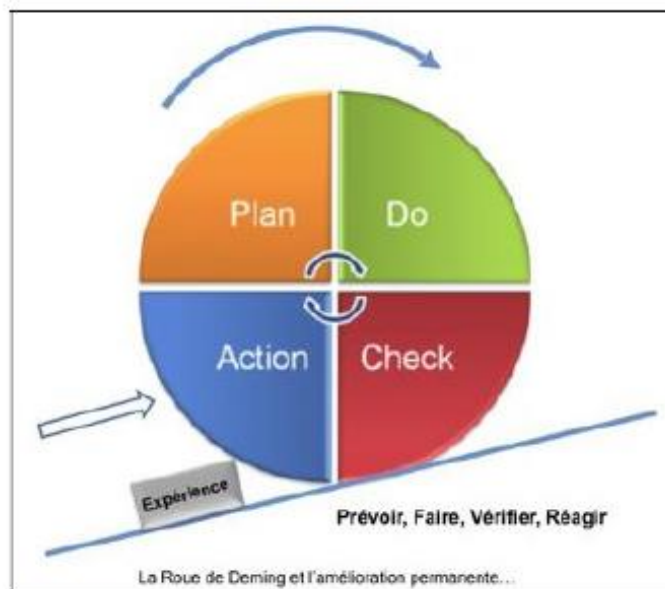 Plan
Do
Action
Check
Expérience
Prévoir, Faire, Vérifier, Réagir
La Roue de Deming et l'amélioration permanente...